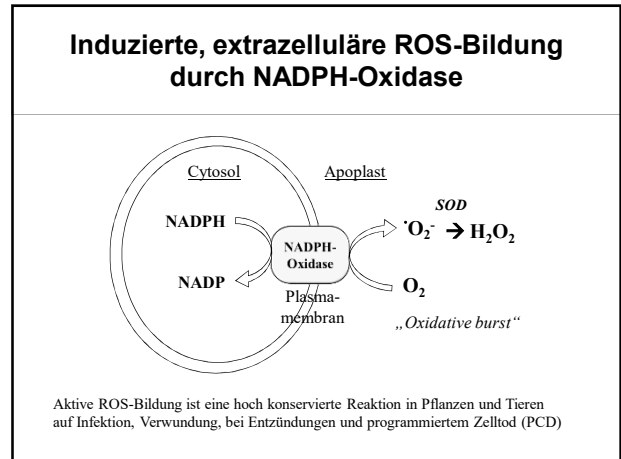 Induzierte, extrazelluläre ROS-Bildung
durch NADPH-Oxidase
Cytosol
Apoplast
NADPH
NADP
NADPH-
Oxidase
Plasma-
membran
SOD
˙O₂⁻ → H₂O₂
O₂
„Oxidative burst“
Aktive ROS-Bildung ist eine hoch konservierte Reaktion in Pflanzen und Tieren
auf Infektion, Verwundung, bei Entzündungen und programmiertem Zelltod (PCD)